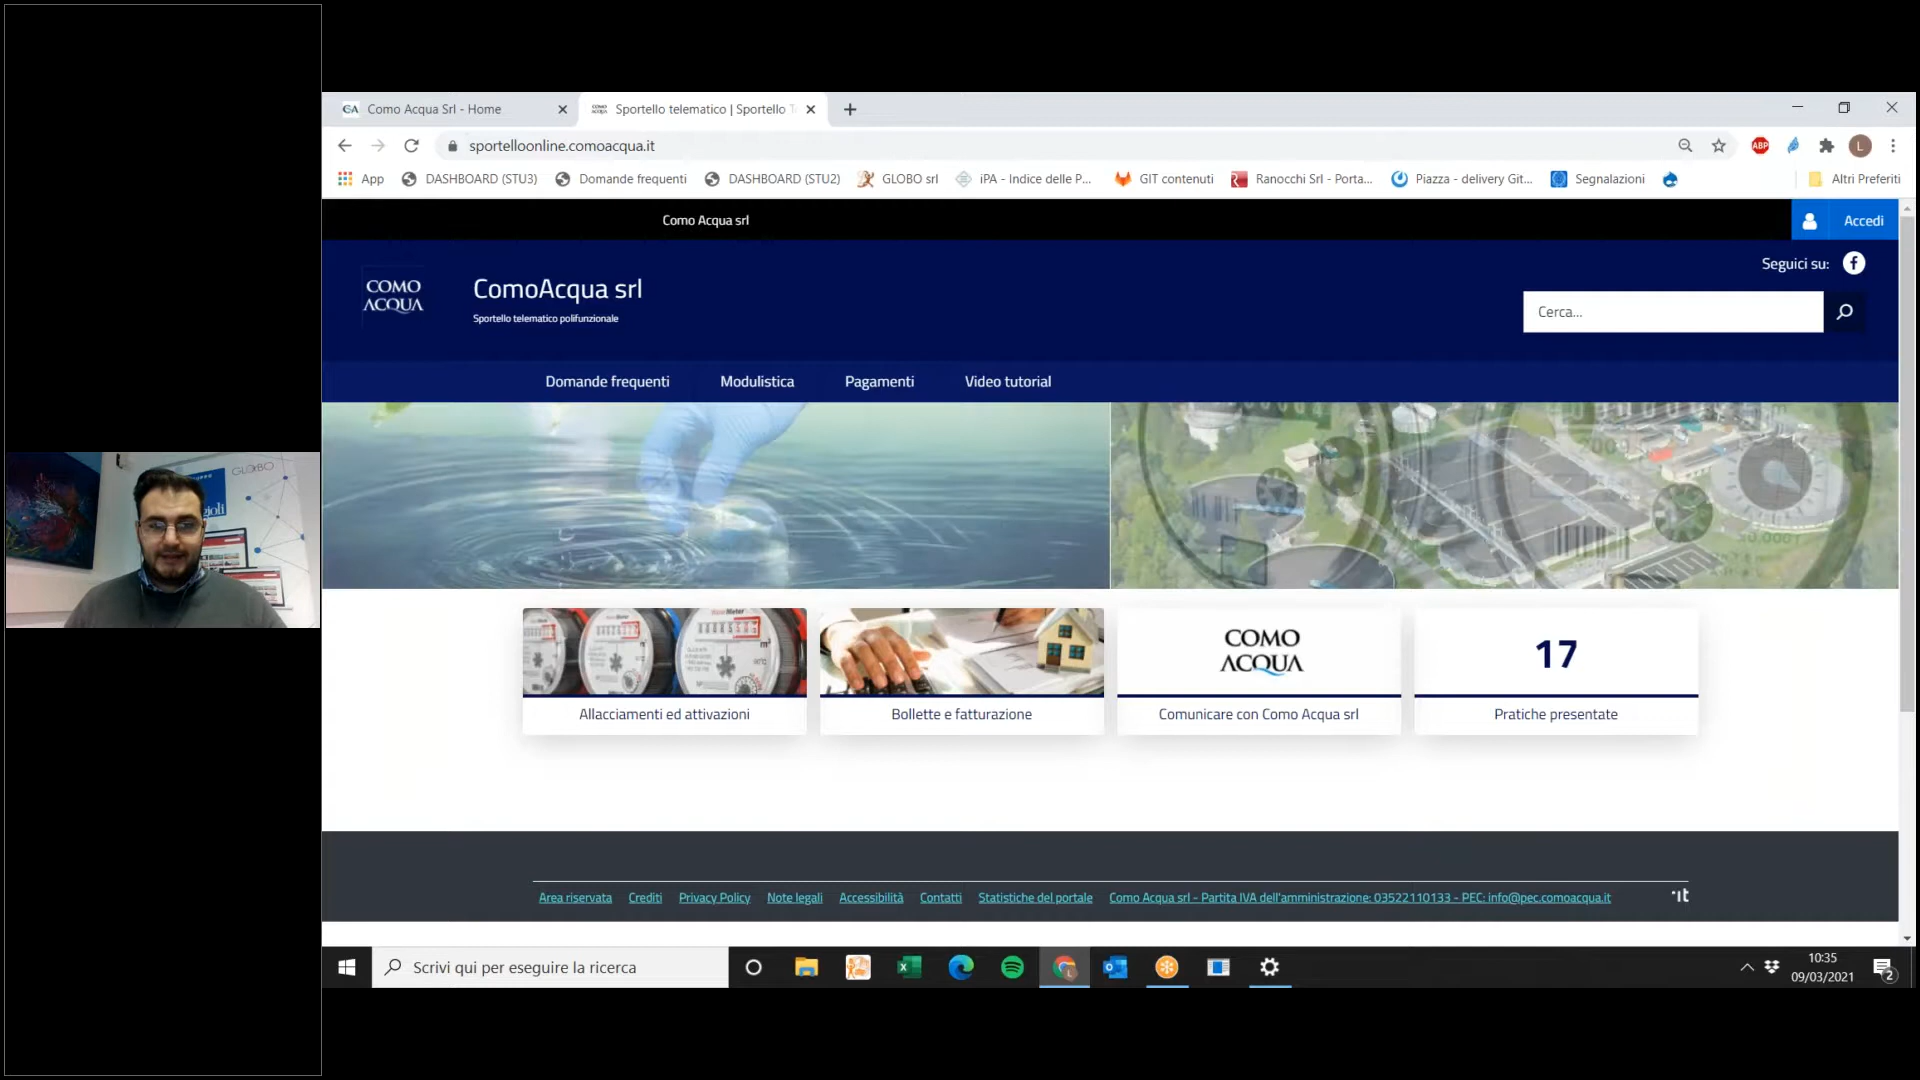 Como Acqua Srl - Home
Sportello telematico | Sportello T
sportelloonline.comoacqua.it
ABP
L
App
DASHBOARD (STU3)
Domande frequenti
DASHBOARD (STU2)
GLOBO srl
iPA - Indice delle P...
GIT contenuti
Ranocchi Srl - Porta...
Piazza - delivery Git...
Segnalazioni
Altri Preferiti
Como Acqua srl
Accedi
Seguici su:
COMO
ACQUA
ComoAcqua srl
Sportello telematico polifunzionale
Cerca...
Domande frequenti
Modulistica
Pagamenti
Video tutorial
GLOBO
COMO
ACQUA
17
Allacciamenti ed attivazioni
Bollette e fatturazione
Comunicare con Como Acqua srl
Pratiche presentate
Area riservata
Crediti
Privacy Policy
Note legali
Accessibilità
Contatti
Statistiche del portale
Como Acqua srl - Partita IVA dell'amministrazione: 03522110133 - PEC: info@pec.comoacqua.it
Scrivi qui per eseguire la ricerca
10:35
09/03/2021
2